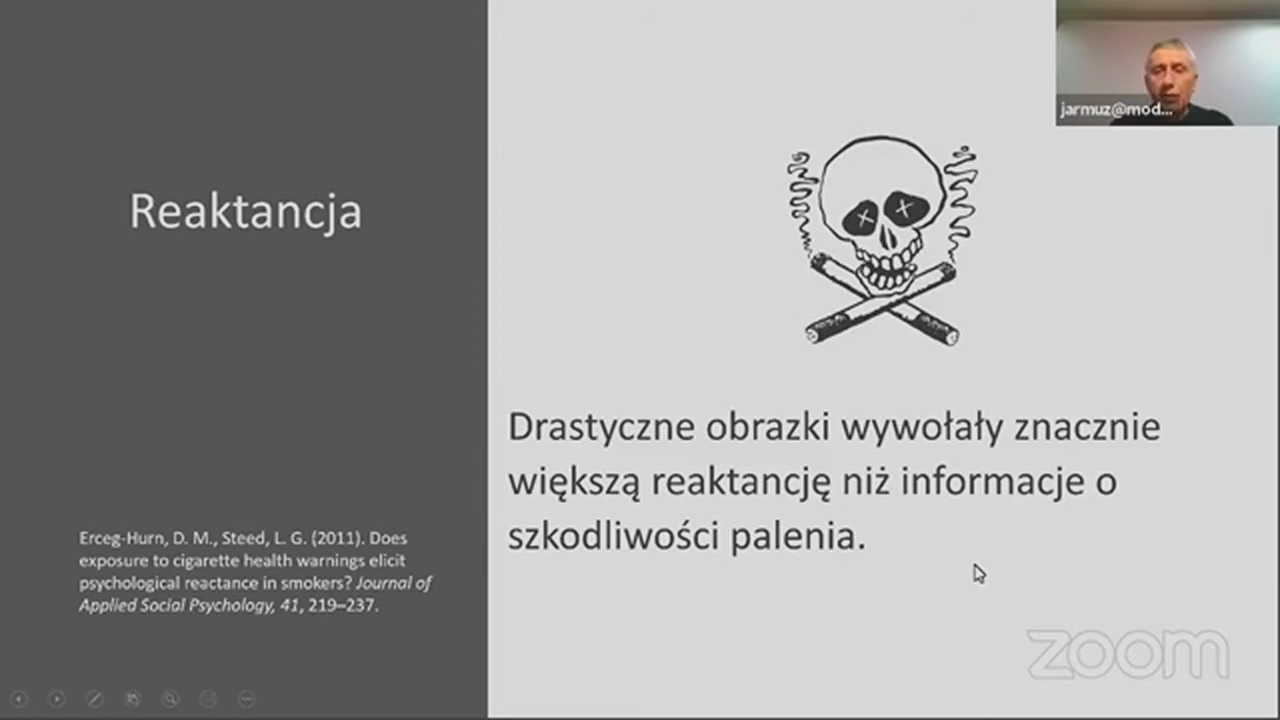 jarmuz@mod...
Reaktancja
Drastyczne obrazki wywołały znacznie
większą reaktancję niż informacje o
szkodliwości palenia.
Erceg-Hurn, D. M., Steed, L. G. (2011). Does
exposure to cigarette health warnings elicit
psychological reactance in smokers? Journal of
Applied Social Psychology, 41, 219–237.
zoom